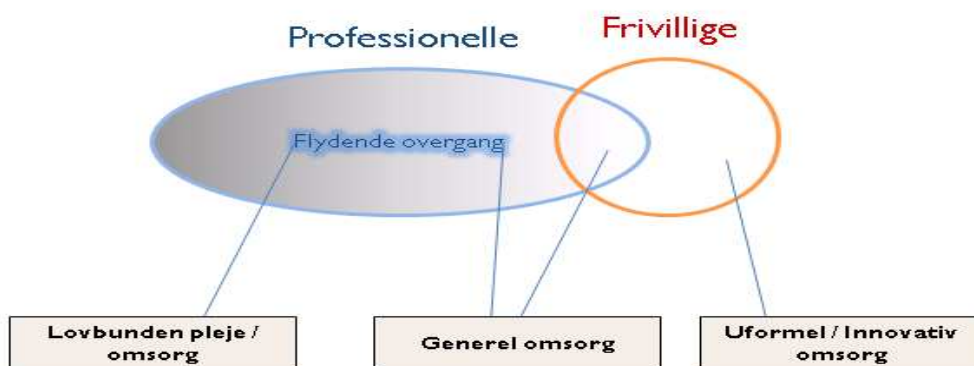 Professionelle
Frivillige
Flydende overgang
Lovbunden pleje /
omsorg
Generel omsorg
Uformel / Innovativ
omsorg